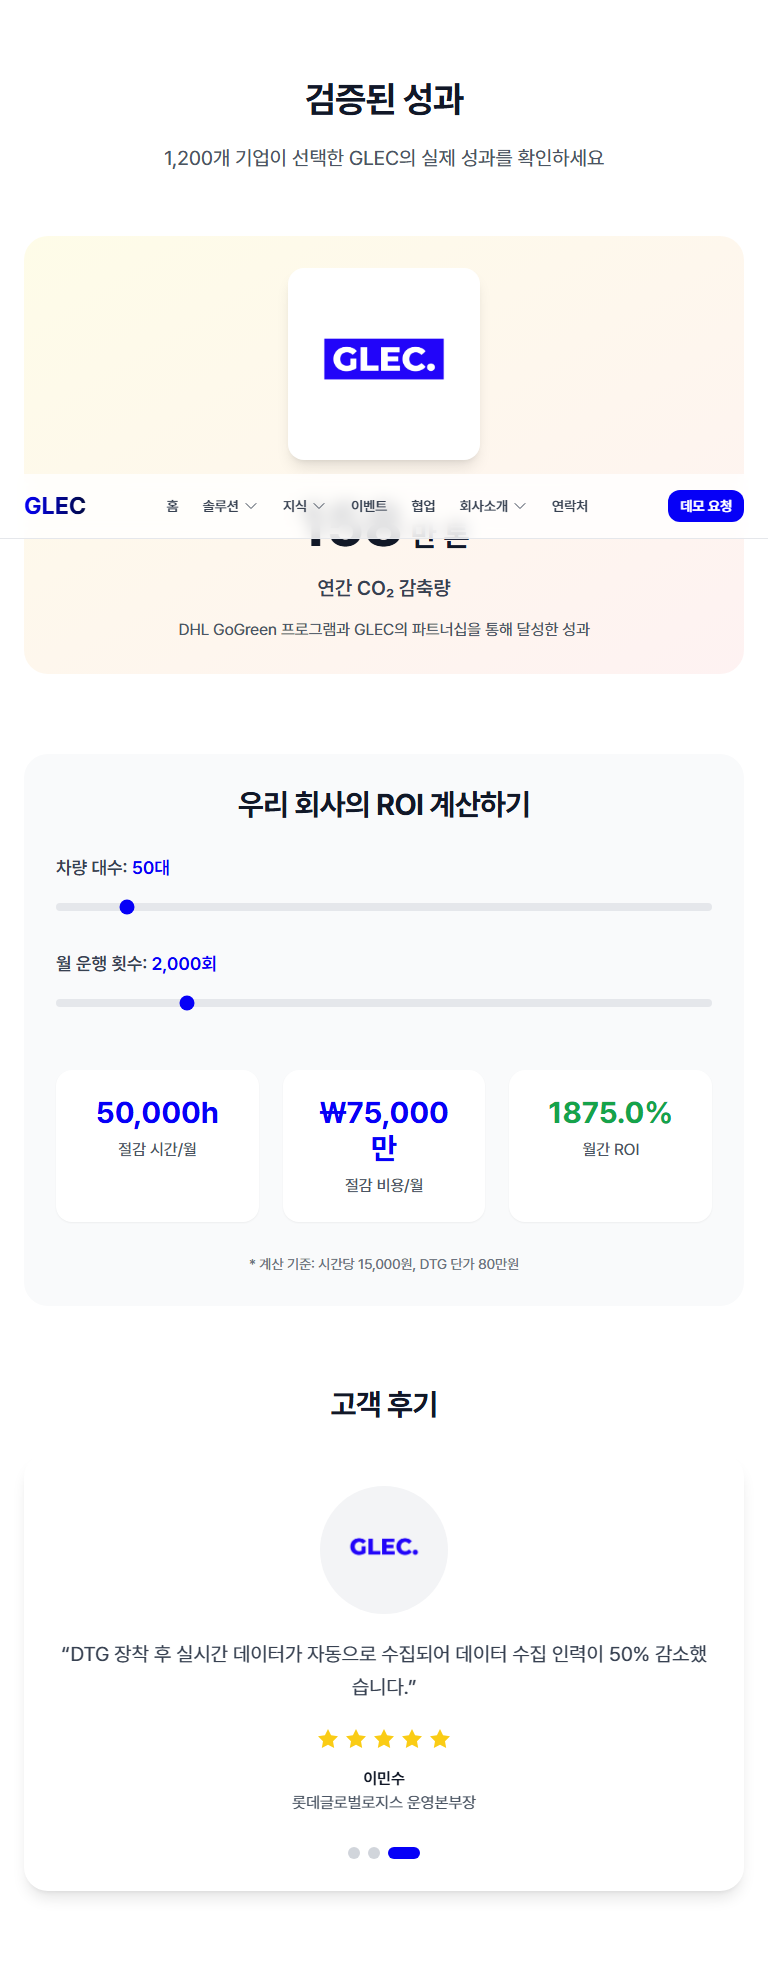 검증된 성과
1,200개 기업이 선택한 GLEC의 실제 성과를 확인하세요
GLEC.
GLEC 홈 솔루션 지식 이벤트 협업 회사소개 연락처 데모 요청
158 만 톤
연간 CO₂ 감축량
DHL GoGreen 프로그램과 GLEC의 파트너십을 통해 달성한 성과
우리 회사의 ROI 계산하기
차량 대수: 50대
월 운행 횟수: 2,000회
50,000h
절감 시간/월
₩75,000
만
절감 비용/월
1875.0%
월간 ROI
* 계산 기준: 시간당 15,000원, DTG 단가 80만원
고객 후기
GLEC.
“DTG 장착 후 실시간 데이터가 자동으로 수집되어 데이터 수집 인력이 50% 감소했
습니다.”
이민수
롯데글로벌로지스 운영본부장